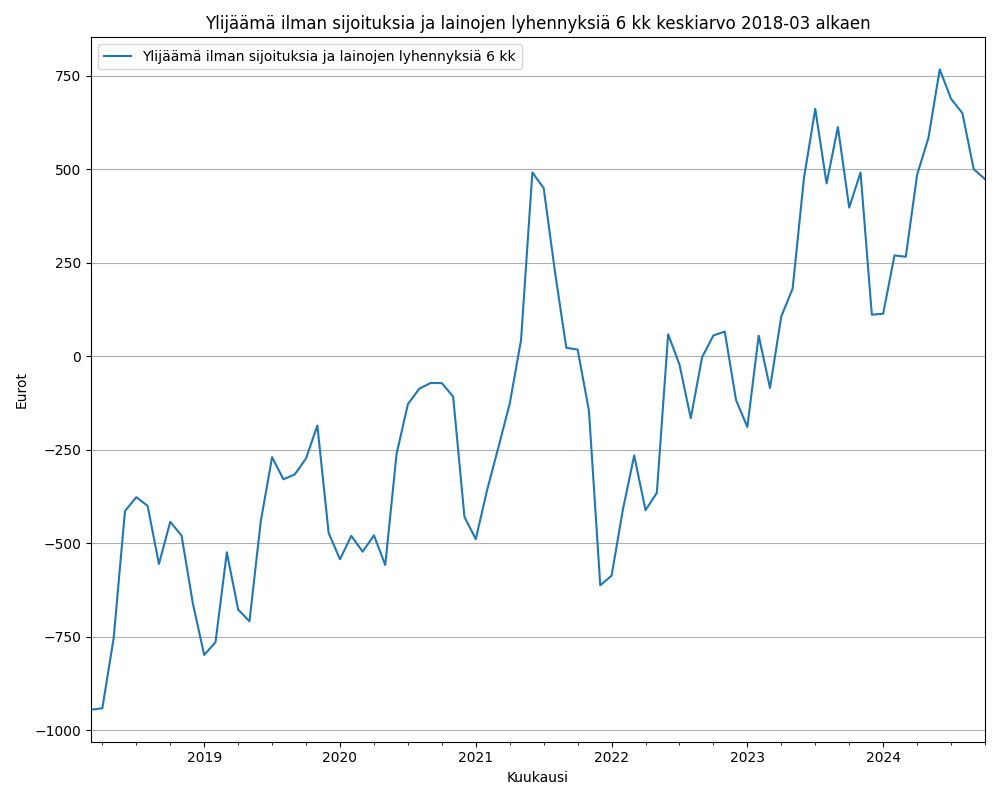 Ylijäämä ilman sijoituksia ja lainojen lyhennyksiä 6 kk keskiarvo 2018-03 alkaen
Ylijäämä ilman sijoituksia ja lainojen lyhennyksiä 6 kk
750
500
250
0
−250
−500
−750
−1000
Eurot
2019 2020 2021 2022 2023 2024
Kuukausi